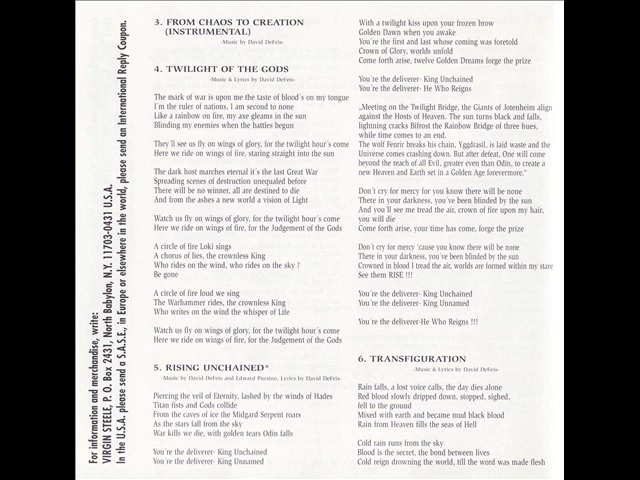 For information and merchandise, write:
VIRGIN STEELE, P. O. Box 2431, North Babylon, N.Y. 11703-0431 U.S.A.
In the U.S.A. please send a S.A.S.E., in Europe or elsewhere in the world, please send an International Reply Coupon.
3. FROM CHAOS TO CREATION
(INSTRUMENTAL)
-Music by David DeFeis-
4. TWILIGHT OF THE GODS
-Music & Lyrics by David DeFeis-
The mark of war is upon me the taste of blood´s on my tongue
I´m the ruler of nations, I am second to none
Like a rainbow on fire, my axe gleams in the sun
Blinding my enemies when the battles begun
They´ll see us fly on wings of glory, for the twilight hour´s come
Here we ride on wings of fire, staring straight into the sun
The dark host marches eternal it´s the last Great War
Spreading scenes of destruction unequaled before
There will be no winner, all are destined to die
And from the ashes a new world a vision of Light
Watch us fly on wings of glory, for the twilight hour´s come
Here we ride on wings of fire, for the Judgement of the Gods
A circle of fire Loki sings
A chorus of lies, the crownless King
Who rides on the wind, who rides on the sky ?
Be gone
A circle of fire loud we sing
The Warhammer rides, the crownless King
Who writes on the wind the whisper of Life
Watch us fly on wings of glory, for the twilight hour´s come
Here we ride on wings of fire, for the Judgement of the Gods
5. RISING UNCHAINED*
-Music by David DeFeis and Edward Pursino, Lyrics by David DeFeis-
Piercing the veil of Eternity, lashed by the winds of Hades
Titan fists and Gods collide
From the caves of ice the Midgard Serpent roars
As the stars fall from the sky
War kills we die, with golden tears Odin falls
You´re the deliverer- King Unchained
You´re the deliverer- King Unnamed
With a twilight kiss upon your frozen brow
Golden Dawn when you awake
You´re the first and last whose coming was foretold
Crown of Glory, worlds unfold
Come forth arise, twelve Golden Dreams forge the prize
You´re the deliverer- King Unchained
You´re the deliverer- He Who Reigns
„Meeting on the Twilight Bridge, the Giants of Jotenheim align
against the Hosts of Heaven. The sun turns black and falls,
lightning cracks Bifrost the Rainbow Bridge of three hues,
while time comes to an end.
The wolf Fenrir breaks his chain, Yggdrasil, is laid waste and the
Universe comes crashing down. But after defeat, One will come
beyond the reach of all Evil, greater even than Odin, to create a
new Heaven and Earth set in a Golden Age forevermore.“
Don´t cry for mercy for you know there will be none
There in your darkness, you´ve been blinded by the sun
And you´ll see me tread the air, crown of fire upon my hair,
you will die
Come forth arise, your time has come, forge the prize
Don´t cry for mercy ´cause you know there will be none
There in your darkness, you´ve been blinded by the sun
Crowned in blood I tread the air, worlds are formed within my stare
See them RISE !!!
You´re the deliverer- King Unchained
You´re the deliverer- King Unnamed
You´re the deliverer-He Who Reigns !!!
6. TRANSFIGURATION
-Music & Lyrics by David DeFeis-
Rain falls, a lost voice calls, the day dies alone
Red blood slowly dripped down, stopped, sighed,
fell to the ground
Mixed with earth and became mud black blood
Rain from Heaven fills the seas of Hell
Cold rain runs from the sky
Blood is the secret, the bond between lives
Cold reign drowning the world, till the word was made flesh